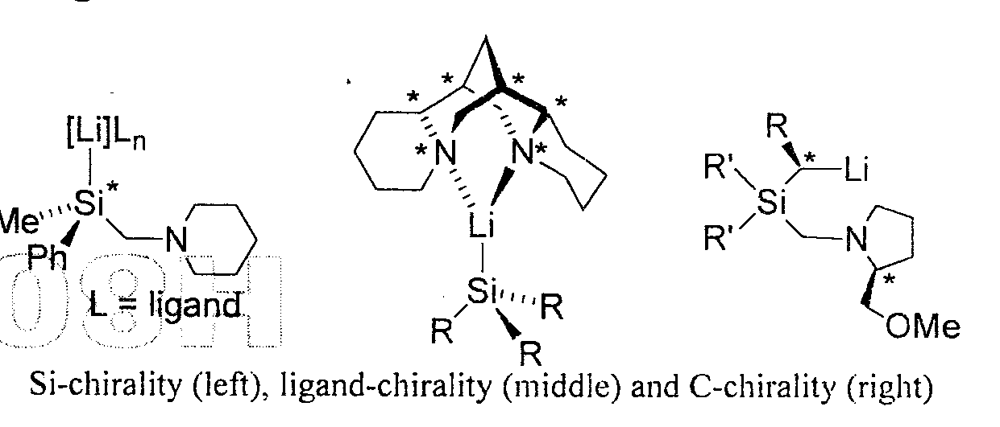 [Li]Ln
Si*
Me
Ph
N
L = ligand
* * * *
*N N*
Li
Si
R R
R
R
R' * Li
Si
R' N
*
OMe
08H
Si-chirality (left), ligand-chirality (middle) and C-chirality (right)